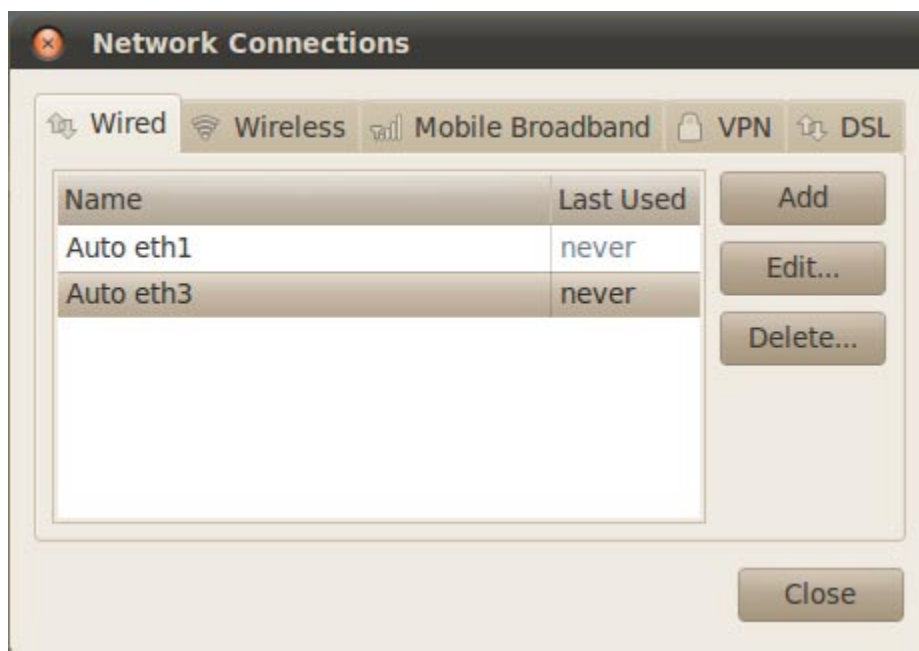 Network Connections
Wired Wireless Mobile Broadband VPN DSL
Name Last Used Add
Auto eth1 never Edit...
Auto eth3 never Delete...
Close